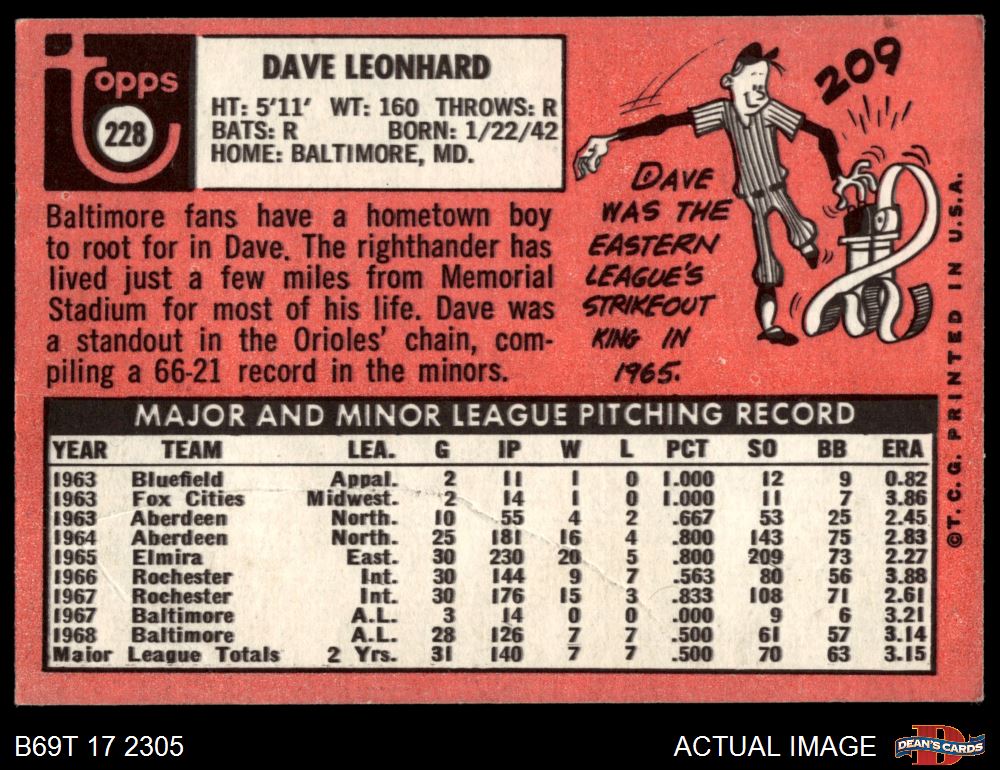 topps
228
DAVE LEONHARD
HT: 5'11' WT: 160 THROWS: R
BATS: R BORN: 1/22/42
HOME: BALTIMORE, MD.
Baltimore fans have a hometown boy
to root for in Dave. The righthander has
lived just a few miles from Memorial
Stadium for most of his life. Dave was
a standout in the Orioles' chain, com-
piling a 66-21 record in the minors.
209
DAVE
WAS THE
EASTERN
LEAGUE'S
STRIKEOUT
KING IN
1965.
MAJOR AND MINOR LEAGUE PITCHING RECORD
YEAR TEAM LEA. G IP W L PCT SO BB ERA
1963 Bluefield Appal. 2 11 1 0 1.000 12 9 0.82
1963 Fox Cities Midwest. 2 14 1 0 1.000 11 7 3.86
1963 Aberdeen North. 10 55 4 2 .667 53 25 2.45
1964 Aberdeen North. 25 181 16 4 .800 143 75 2.83
1965 Elmira East. 30 230 20 5 .800 209 73 2.27
1966 Rochester Int. 30 144 9 7 .563 80 56 3.88
1967 Rochester Int. 30 176 15 3 .833 108 71 2.61
1967 Baltimore A.L. 3 14 0 0 .000 9 6 3.21
1968 Baltimore A.L. 28 126 7 7 .500 61 57 3.14
Major League Totals 2 Yrs. 31 140 7 7 .500 70 63 3.15
©T. C. G. PRINTED IN U.S.A.
B69T 17 2305
ACTUAL IMAGE
D
DEAN'S CARDS